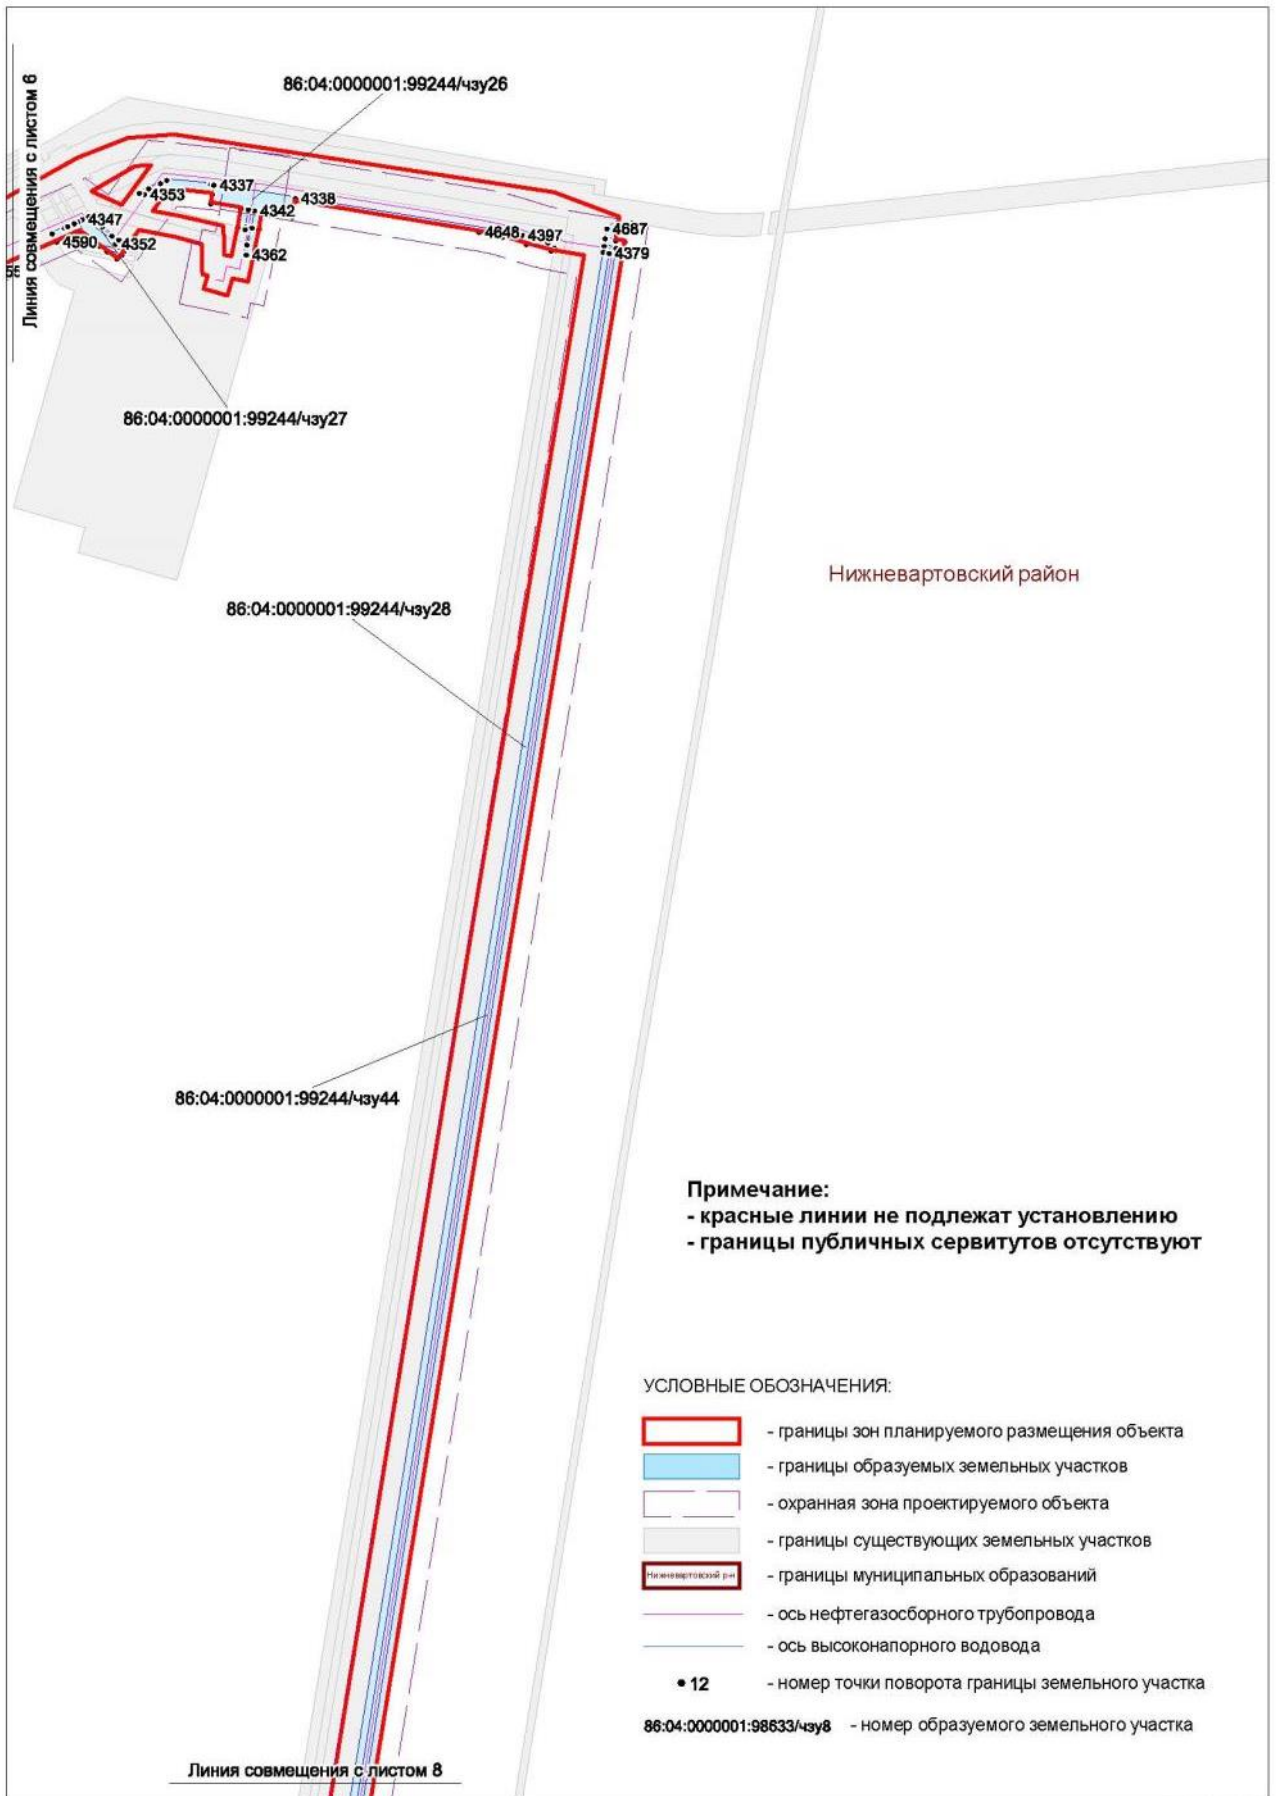 Линия совмещения с листом 6
86:04:0000001:99244/чзу26
4337
4353
4338
4342
4347
4687
4648
4397
4590
4352
4362
4379
86:04:0000001:99244/чзу27
Нижневартовский район
86:04:0000001:99244/чзу28
86:04:0000001:99244/чзу44
Примечание:
- красные линии не подлежат установлению
- границы публичных сервитутов отсутствуют
УСЛОВНЫЕ ОБОЗНАЧЕНИЯ:
- границы зон планируемого размещения объекта
- границы образуемых земельных участков
- охранная зона проектируемого объекта
- границы существующих земельных участков
Нижневартовский р-н - границы муниципальных образований
- ось нефтегазосборного трубопровода
- ось высоконапорного водовода
• 12 - номер точки поворота границы земельного участка
86:04:0000001:98633/чзу8 - номер образуемого земельного участка
Линия совмещения с листом 8